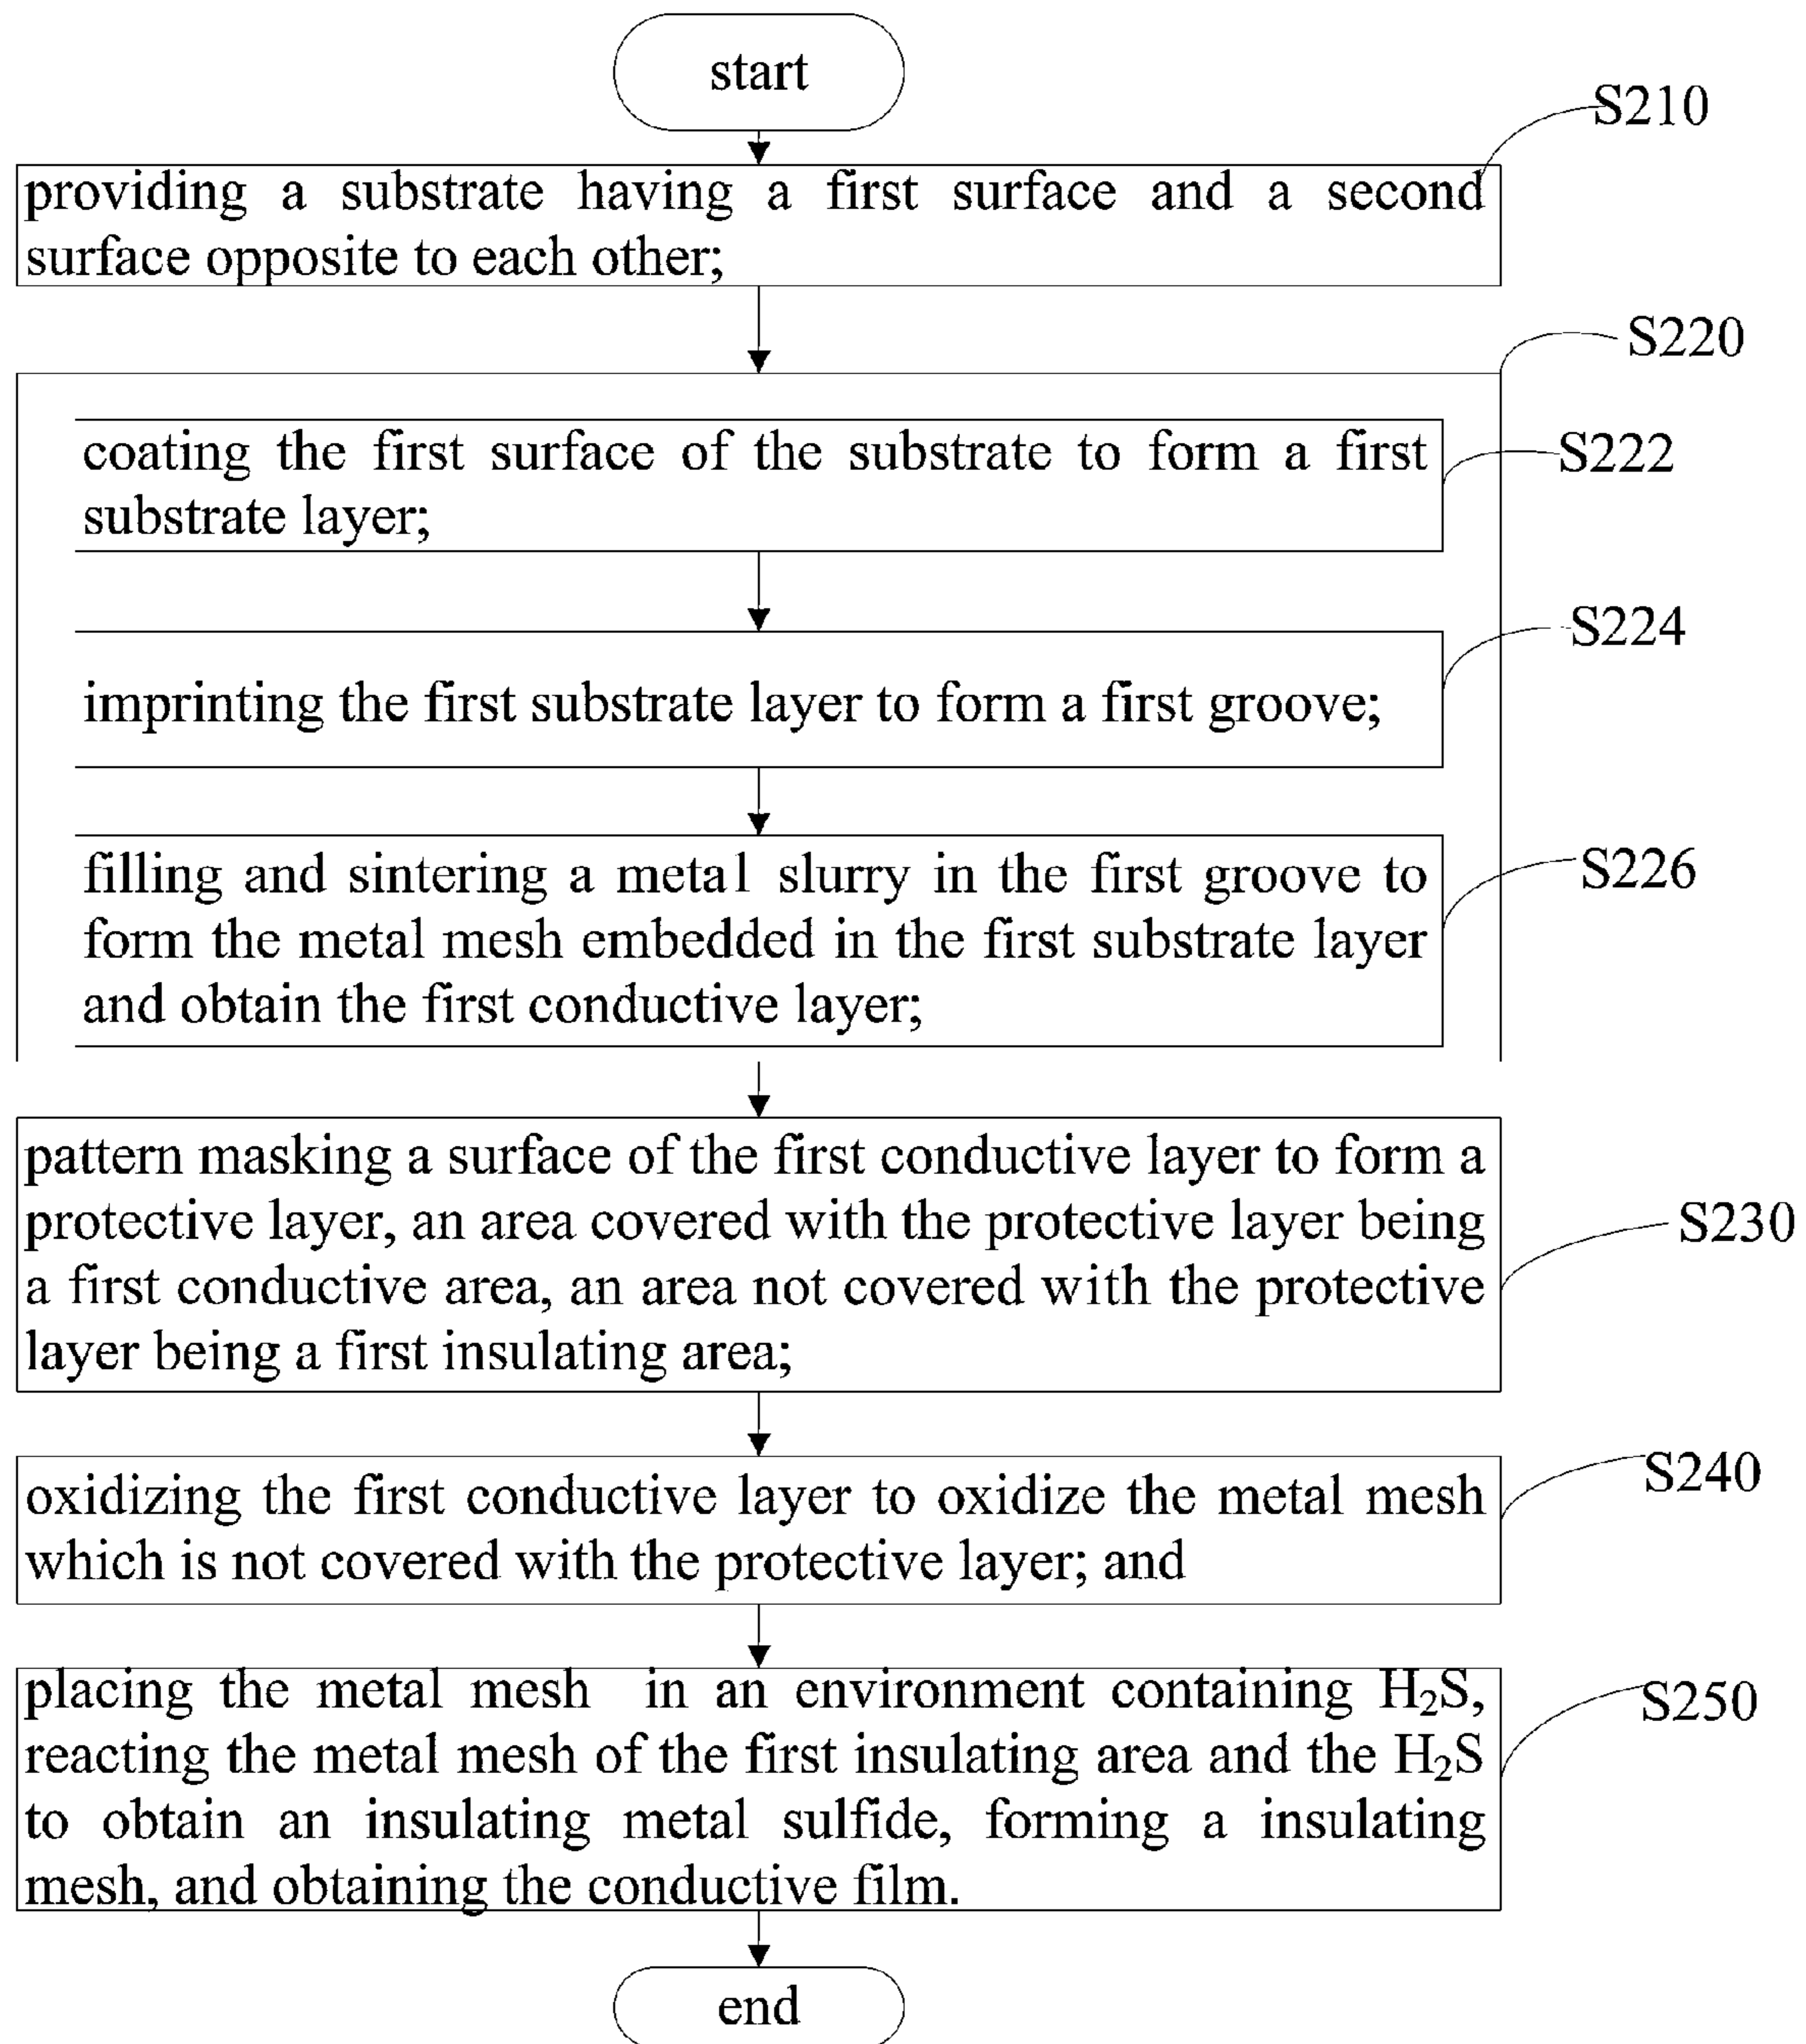 start
S210
providing a substrate having a first surface and a second
surface opposite to each other;
S220
coating the first surface of the substrate to form a first
substrate layer;
S222
imprinting the first substrate layer to form a first groove;
S224
filling and sintering a metal slurry in the first groove to
form the metal mesh embedded in the first substrate layer
and obtain the first conductive layer;
S226
pattern masking a surface of the first conductive layer to form a
protective layer, an area covered with the protective layer being
a first conductive area, an area not covered with the protective
layer being a first insulating area;
S230
oxidizing the first conductive layer to oxidize the metal mesh
which is not covered with the protective layer; and
S240
placing the metal mesh in an environment containing H₂S,
reacting the metal mesh of the first insulating area and the H₂S
to obtain an insulating metal sulfide, forming a insulating
mesh, and obtaining the conductive film.
S250
end